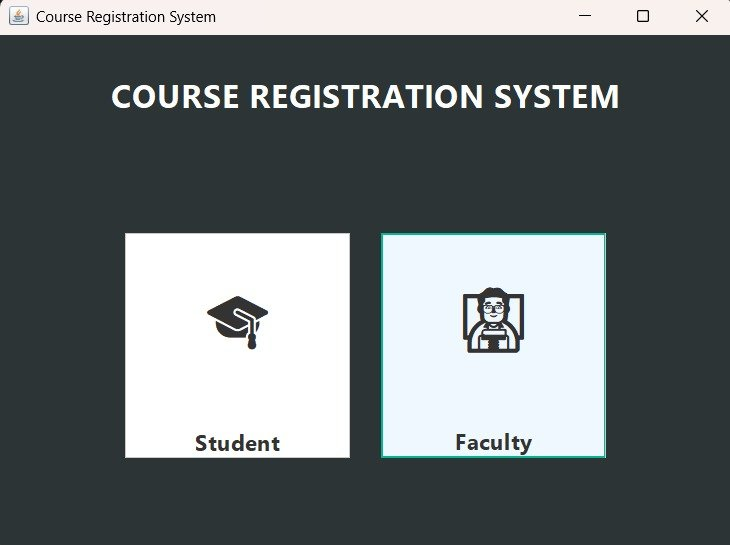 Course Registration System
COURSE REGISTRATION SYSTEM
Student
Faculty